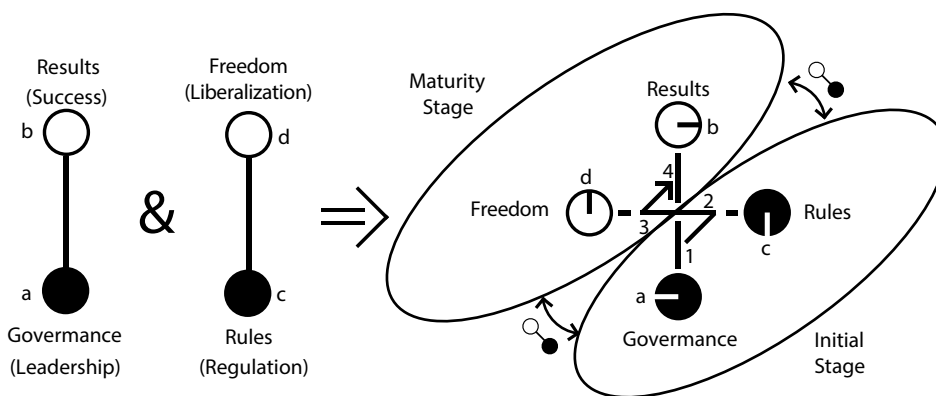 Results
(Success)
b
a
Govermance
(Leadership)
&
Freedom
(Liberalization)
d
c
Rules
(Regulation)
Maturity
Stage
Results
b
d
4
2
Freedom
Rules
3
1
c
a
Governance
Initial
Stage